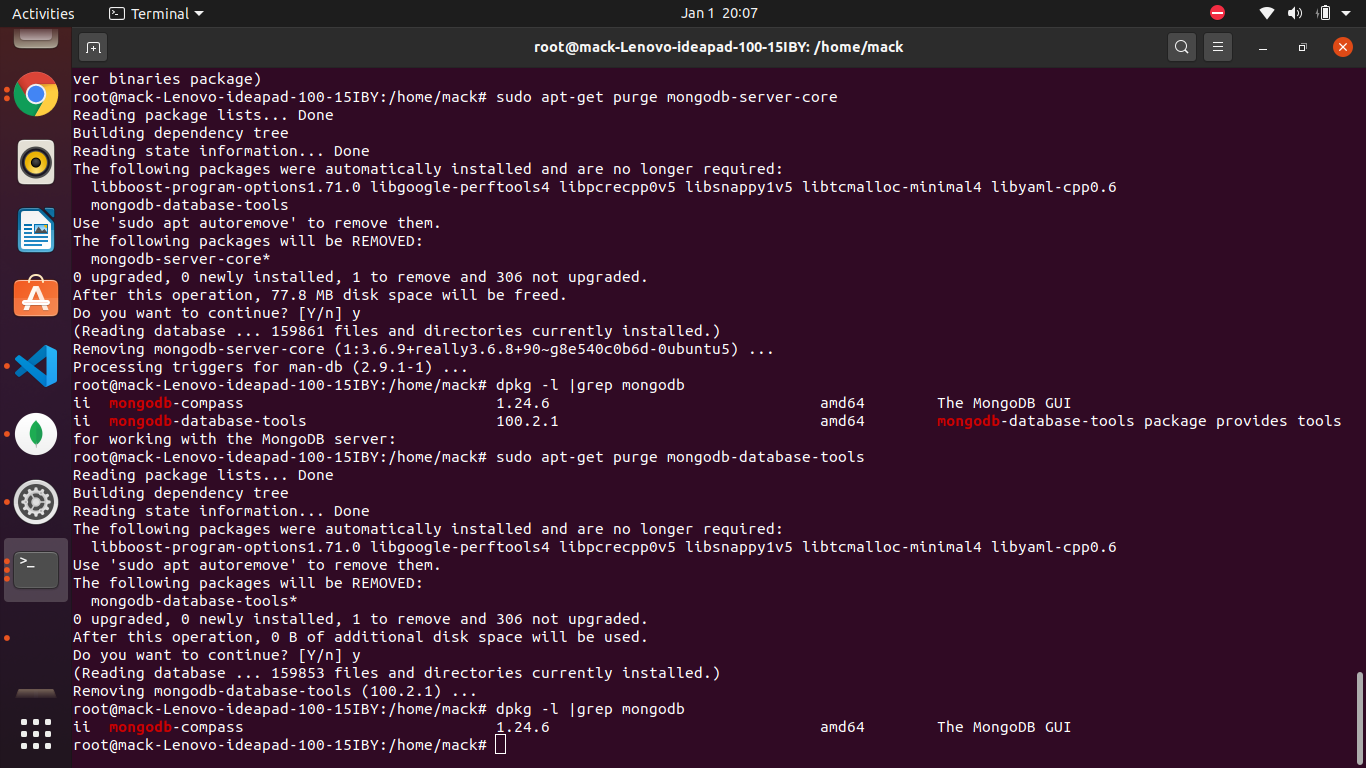 Activities Terminal Jan 1 20:07
root@mack-Lenovo-ideapad-100-15IBY: /home/mack
ver binaries package)
root@mack-Lenovo-ideapad-100-15IBY:/home/mack# sudo apt-get purge mongodb-server-core
Reading package lists... Done
Building dependency tree
Reading state information... Done
The following packages were automatically installed and are no longer required:
  libboost-program-options1.71.0 libgoogle-perftools4 libpcrecpp0v5 libsnappy1v5 libtcmalloc-minimal4 libyaml-cpp0.6
  mongodb-database-tools
Use 'sudo apt autoremove' to remove them.
The following packages will be REMOVED:
  mongodb-server-core*
0 upgraded, 0 newly installed, 1 to remove and 306 not upgraded.
After this operation, 77.8 MB disk space will be freed.
Do you want to continue? [Y/n] y
(Reading database ... 159861 files and directories currently installed.)
Removing mongodb-server-core (1:3.6.9+really3.6.8+90~g8e540c0b6d-0ubuntu5) ...
Processing triggers for man-db (2.9.1-1) ...
root@mack-Lenovo-ideapad-100-15IBY:/home/mack# dpkg -l |grep mongodb
ii  mongodb-compass                            1.24.6                              amd64        The MongoDB GUI
ii  mongodb-database-tools                     100.2.1                             amd64        mongodb-database-tools package provides tools
for working with the MongoDB server:
root@mack-Lenovo-ideapad-100-15IBY:/home/mack# sudo apt-get purge mongodb-database-tools
Reading package lists... Done
Building dependency tree
Reading state information... Done
The following packages were automatically installed and are no longer required:
  libboost-program-options1.71.0 libgoogle-perftools4 libpcrecpp0v5 libsnappy1v5 libtcmalloc-minimal4 libyaml-cpp0.6
Use 'sudo apt autoremove' to remove them.
The following packages will be REMOVED:
  mongodb-database-tools*
0 upgraded, 0 newly installed, 1 to remove and 306 not upgraded.
After this operation, 0 B of additional disk space will be used.
Do you want to continue? [Y/n] y
(Reading database ... 159853 files and directories currently installed.)
Removing mongodb-database-tools (100.2.1) ...
root@mack-Lenovo-ideapad-100-15IBY:/home/mack# dpkg -l |grep mongodb
ii  mongodb-compass                            1.24.6                              amd64        The MongoDB GUI
root@mack-Lenovo-ideapad-100-15IBY:/home/mack#